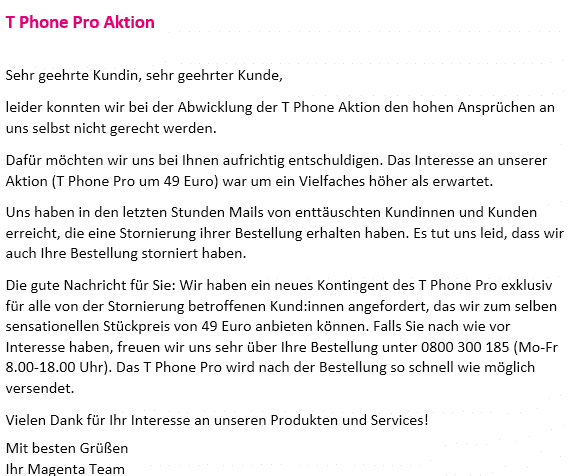 T Phone Pro Aktion
Sehr geehrte Kundin, sehr geehrter Kunde,
leider konnten wir bei der Abwicklung der T Phone Aktion den hohen Ansprüchen an
uns selbst nicht gerecht werden.
Dafür möchten wir uns bei Ihnen aufrichtig entschuldigen. Das Interesse an unserer
Aktion (T Phone Pro um 49 Euro) war um ein Vielfaches höher als erwartet.
Uns haben in den letzten Stunden Mails von enttäuschten Kundinnen und Kunden
erreicht, die eine Stornierung ihrer Bestellung erhalten haben. Es tut uns leid, dass wir
auch Ihre Bestellung storniert haben.
Die gute Nachricht für Sie: Wir haben ein neues Kontingent des T Phone Pro exklusiv
für alle von der Stornierung betroffenen Kund:innen angefordert, das wir zum selben
sensationellen Stückpreis von 49 Euro anbieten können. Falls Sie nach wie vor
Interesse haben, freuen wir uns sehr über Ihre Bestellung unter 0800 300 185 (Mo-Fr
8.00-18.00 Uhr). Das T Phone Pro wird nach der Bestellung so schnell wie möglich
versendet.
Vielen Dank für Ihr Interesse an unseren Produkten und Services!
Mit besten Grüßen
Ihr Magenta Team